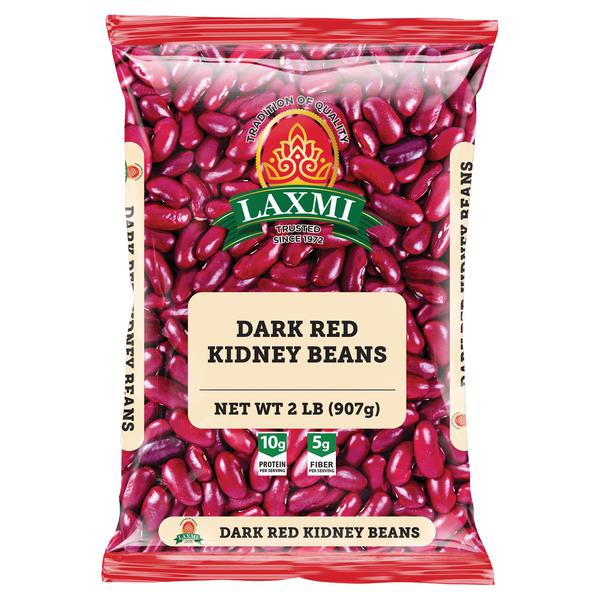 TRADITION OF QUALITY
LAXMI
TRUSTED
SINCE 1972
DARK RED
KIDNEY BEANS
NET WT 2 LB (907g)
10g
PROTEIN
PER SERVING
5g
FIBER
PER SERVING
DARK RED KIDNEY BEANS
DARK RED KIDNEY BEANS
LAXMI
DARK RED KIDNEY BEANS